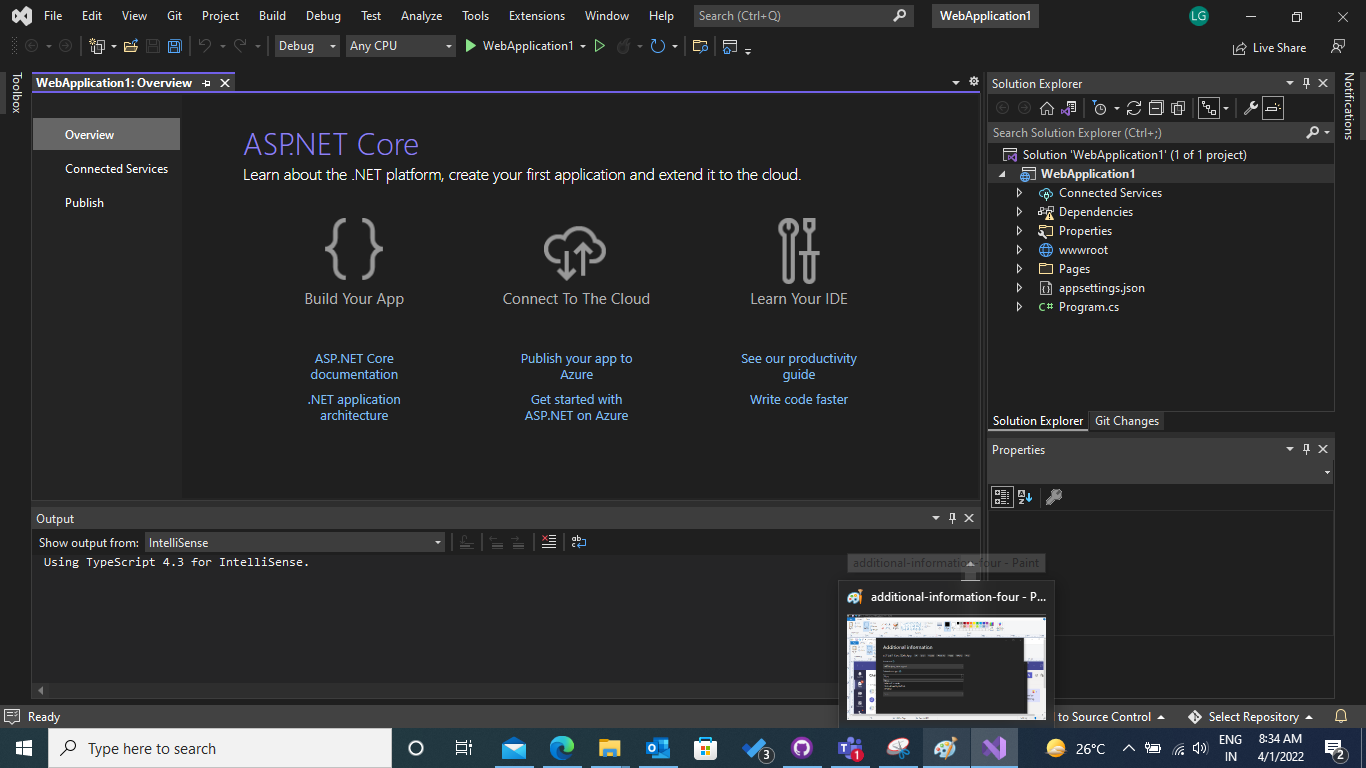 File Edit View Git Project Build Debug Test Analyze Tools Extensions Window Help Search (Ctrl+Q) WebApplication1 LG
Debug Any CPU WebApplication1 Live Share
Toolbox
WebApplication1: Overview
Overview
Connected Services
Publish
ASP.NET Core
Learn about the .NET platform, create your first application and extend it to the cloud.
Build Your App
ASP.NET Core
documentation
.NET application
architecture
Connect To The Cloud
Publish your app to
Azure
Get started with
ASP.NET on Azure
Learn Your IDE
See our productivity
guide
Write code faster
Solution Explorer
Search Solution Explorer (Ctrl+;)
Solution 'WebApplication1' (1 of 1 project)
WebApplication1
Connected Services
Dependencies
Properties
wwwroot
Pages
appsettings.json
C# Program.cs
Solution Explorer Git Changes
Properties
Notifications
Output
Show output from: IntelliSense
Using TypeScript 4.3 for IntelliSense.
additional-information-four - Paint
additional-information-four - P...
Additional information
Ready
to Source Control Select Repository
Type here to search
3
1
26°C
ENG
IN
8:34 AM
4/1/2022
2